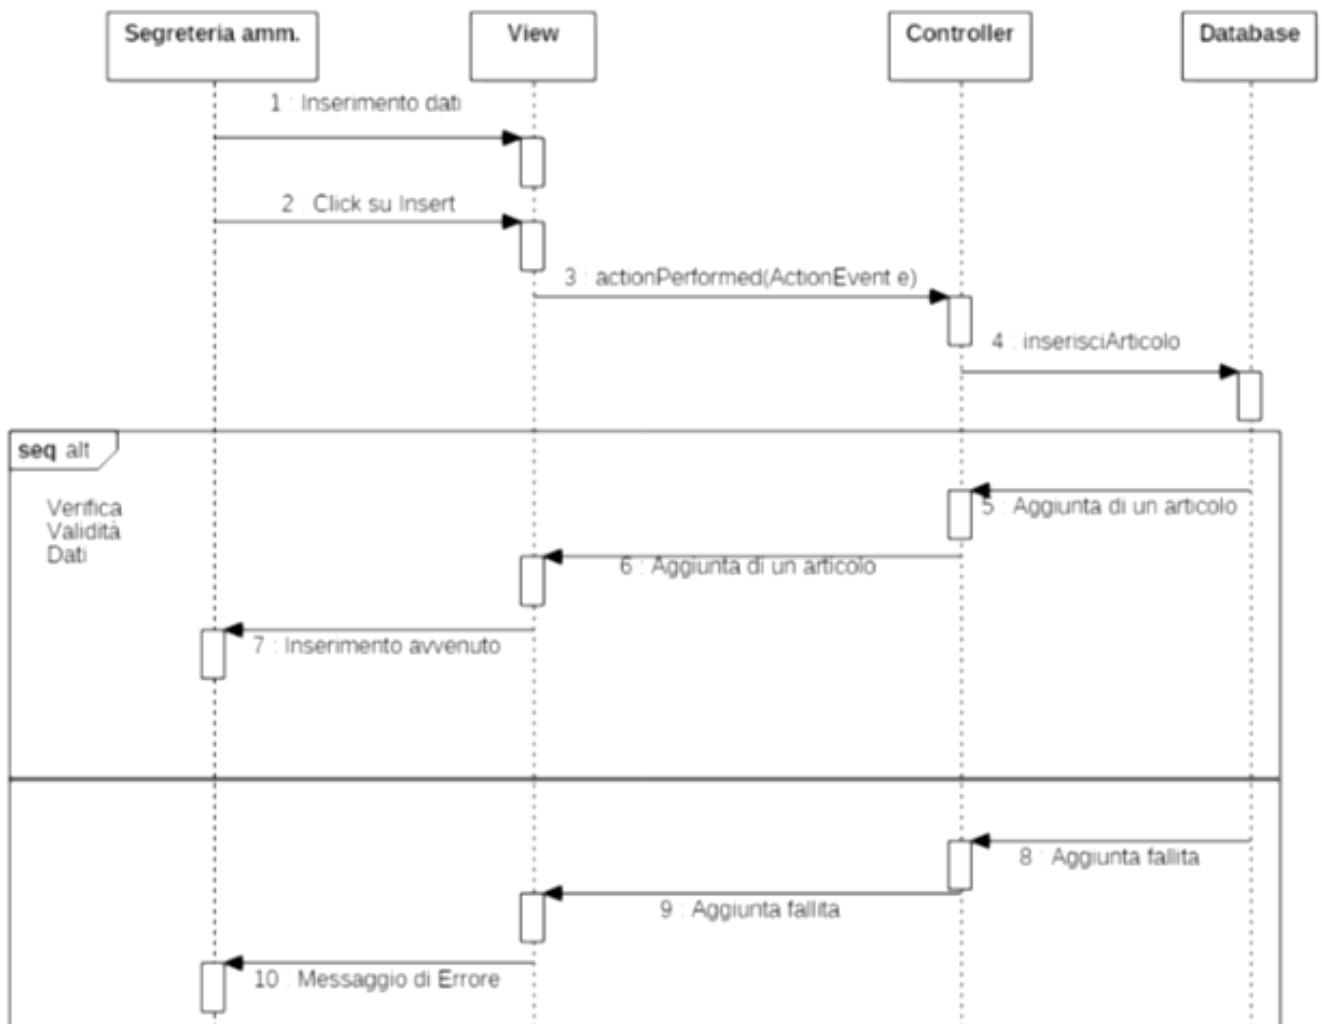 Segreteria amm.
View
Controller
Database
1 : Inserimento dati
2 : Click su Insert
3 : actionPerformed(ActionEvent e)
4 : inserisciArticolo
seq alt
Verifica
Validità
Dati
5 : Aggiunta di un articolo
6 : Aggiunta di un articolo
7 : Inserimento avvenuto
8 : Aggiunta fallita
9 : Aggiunta fallita
10 : Messaggio di Errore